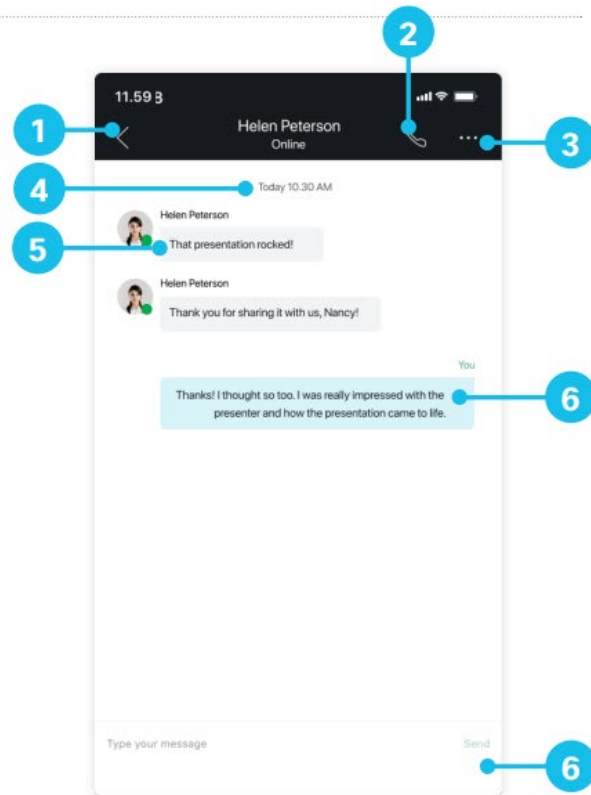 2
11.59 3
1
Helen Peterson
3
Online
4
Today 10.30 AM
Helen Peterson
5
That presentation rocked!
Helen Peterson
Thank you for sharing it with us, Nancy!
You
Thanks! I thought so too. I was really impressed with the
6
presenter and how the presentation came to life.
Type your message
Send
6